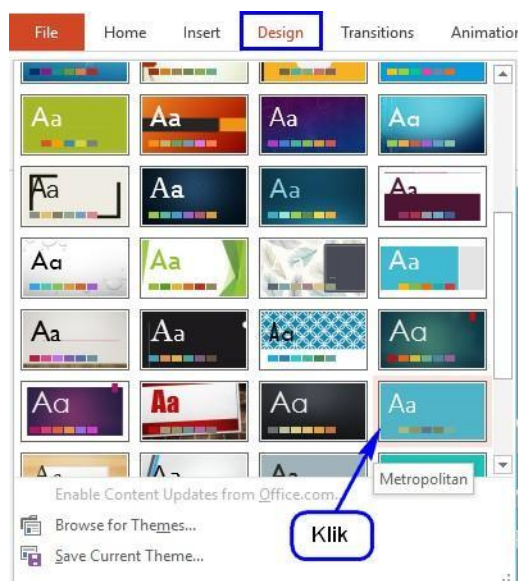 File Home Insert Design Transitions Animation
Aa Aa Aa Aa
Aa Aa Aa Aa
Aa Aa Aa
Aa Aa Aa Aa
Aa Aa Aa Aa
Aa Aa Aa
Metropolitan
Enable Content Updates from Office.com...
Browse for Themes...
Klik
Save Current Theme...